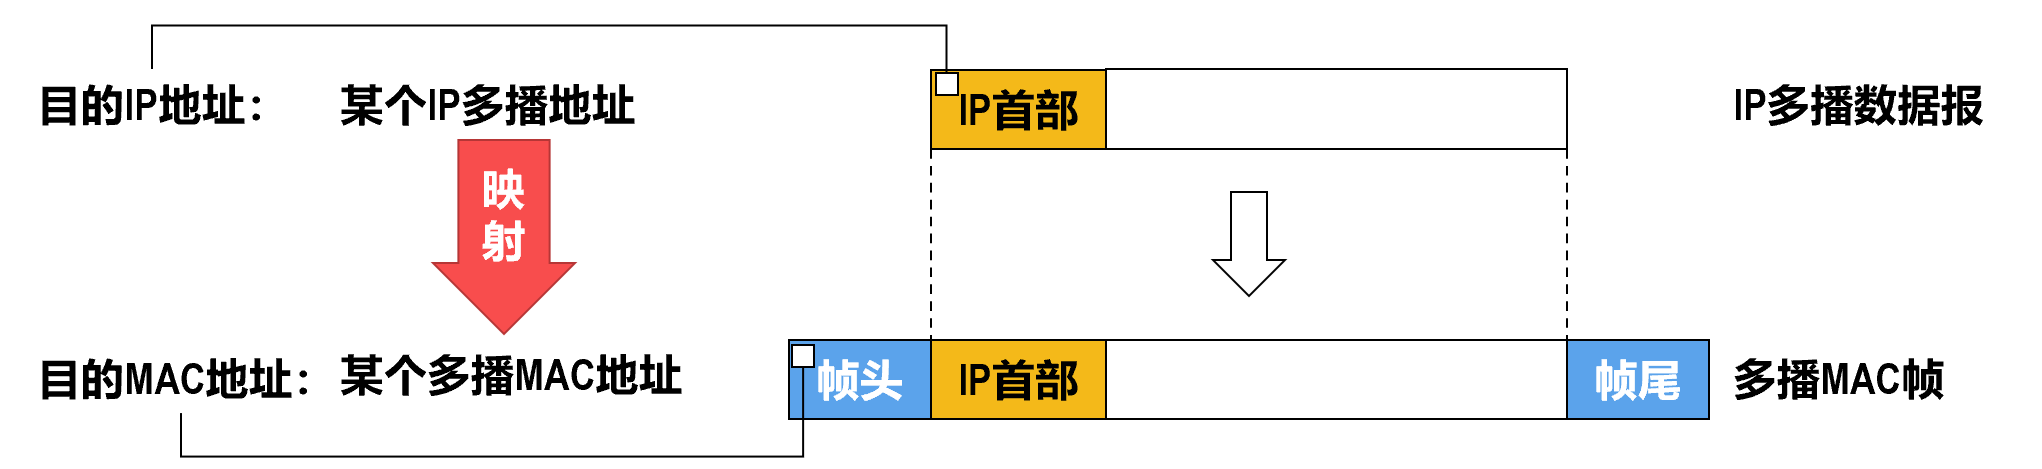 目的IP地址： 某个IP多播地址 IP首部 IP多播数据报
映
射
目的MAC地址： 某个多播MAC地址 帧头 IP首部 帧尾 多播MAC帧